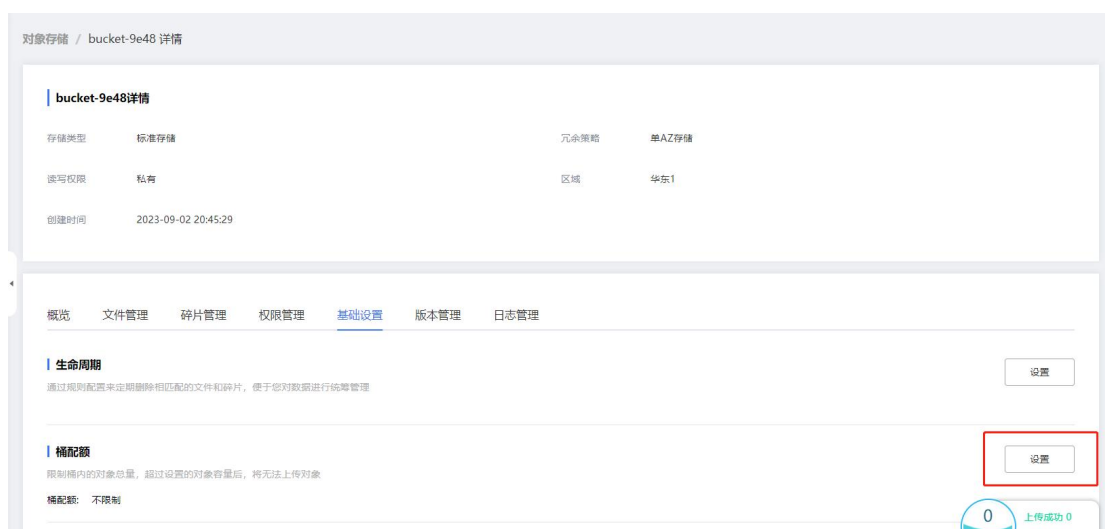 对象存储 / bucket-9e48 详情
bucket-9e48详情
存储类型 标准存储 冗余策略 单AZ存储
读写权限 私有 区域 华东1
创建时间 2023-09-02 20:45:29
概览 文件管理 碎片管理 权限管理 基础设置 版本管理 日志管理
生命周期
设置
通过规则配置来定期删除相匹配的文件和碎片，便于您对数据进行统筹管理
桶配额
设置
限制桶内的对象总量，超过设置的对象容量后，将无法上传对象
桶配额: 不限制
0 上传成功 0